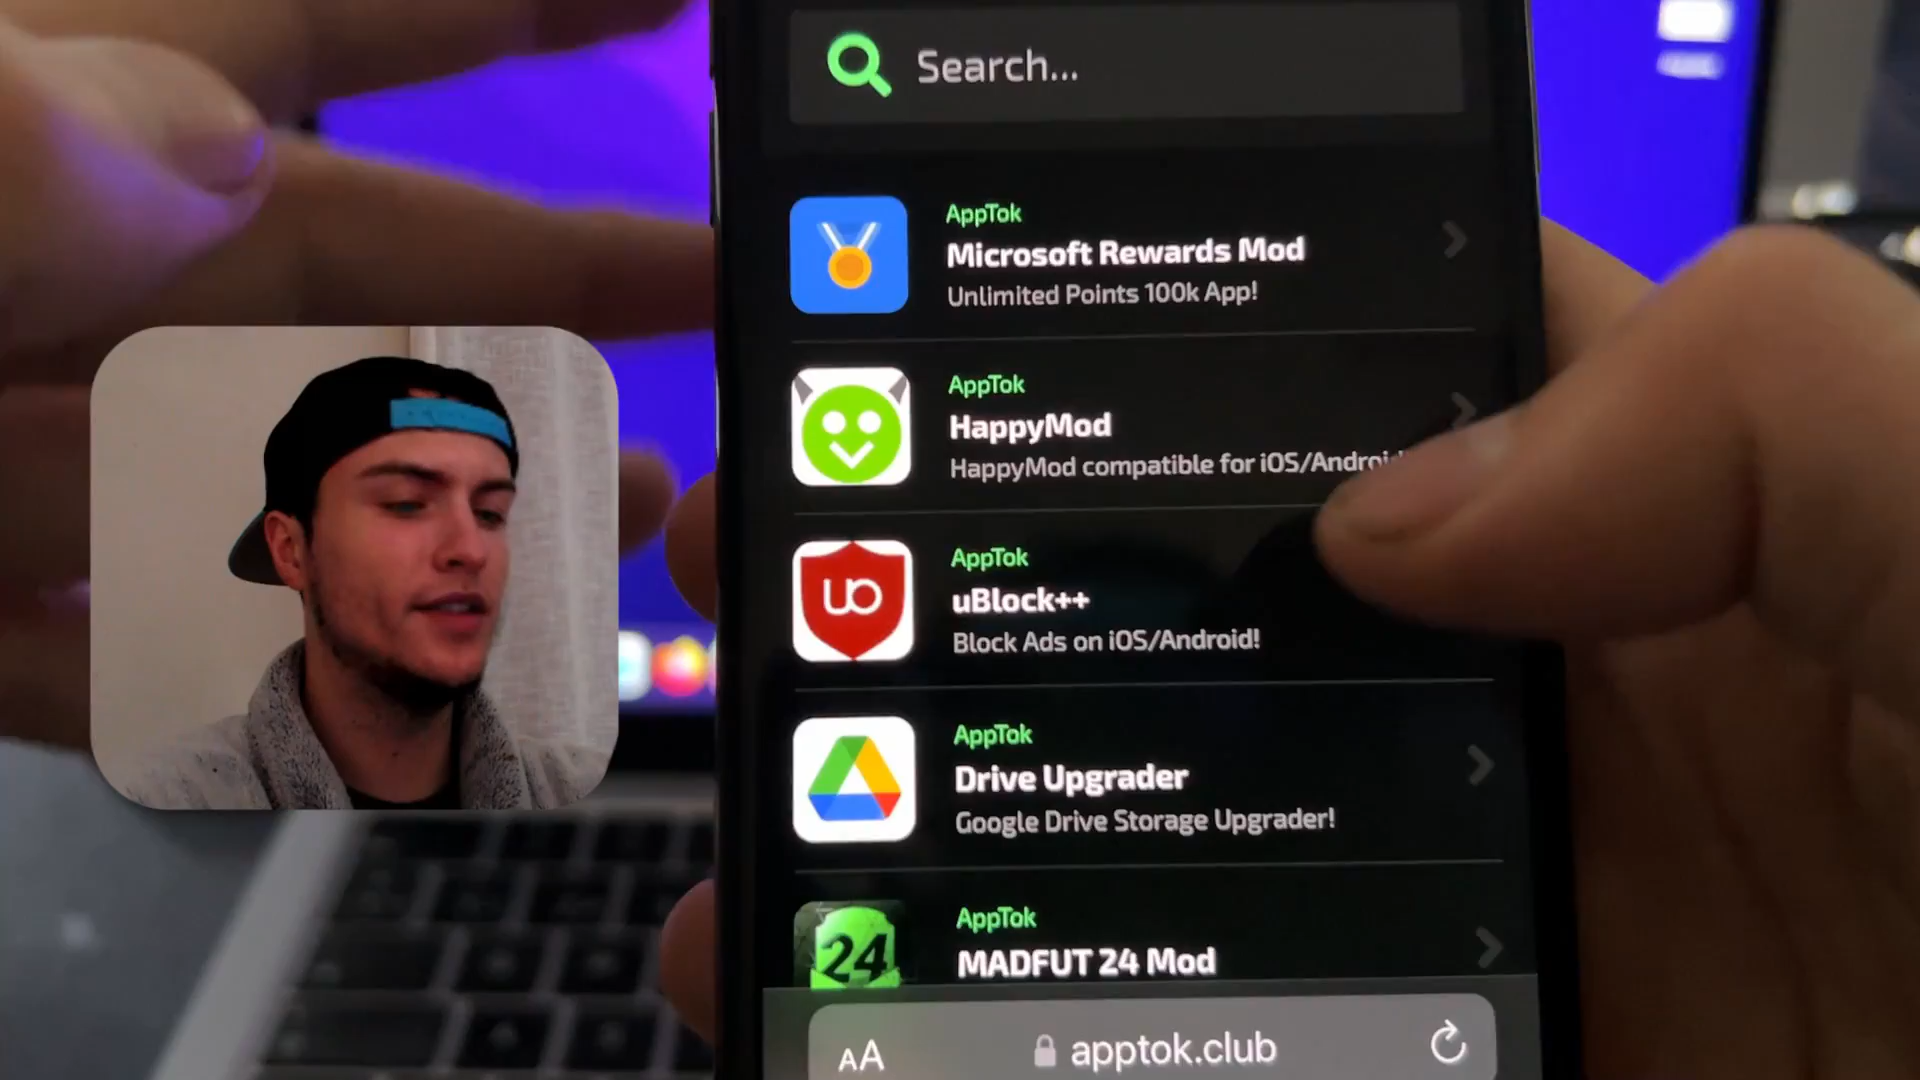 Search...
AppTok
Microsoft Rewards Mod
Unlimited Points 100k App!
AppTok
HappyMod
HappyMod compatible for iOS/Android
AppTok
uBlock++
Block Ads on iOS/Android!
AppTok
Drive Upgrader
Google Drive Storage Upgrader!
24
AppTok
MADFUT 24 Mod
AA
apptok.club